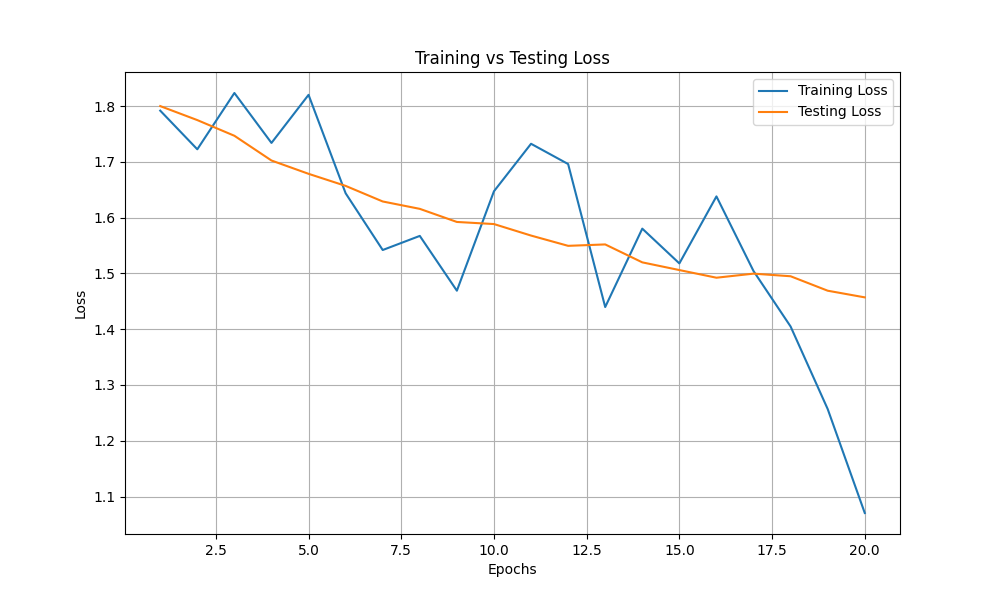 Training vs Testing Loss
Training Loss
Testing Loss
1.8
1.7
1.6
1.5
1.4
1.3
1.2
1.1
Loss
2.5 5.0 7.5 10.0 12.5 15.0 17.5 20.0
Epochs